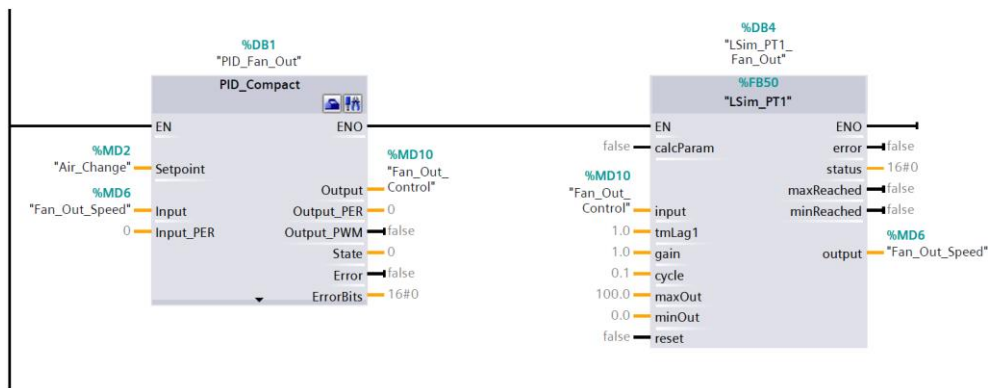 %DB1
"PID_Fan_Out"
PID_Compact
EN ENO
%MD2
"Air_Change" Setpoint
%MD6
"Fan_Out_Speed" Input
0 Input_PER
%MD10
"Fan_Out_
Output Control"
Output_PER 0
Output_PWM false
State 0
Error false
ErrorBits 16#0
%DB4
"LSim_PT1_
Fan_Out"
%FB50
"LSim_PT1"
EN ENO
false calcParam error false
status 16#0
%MD10
"Fan_Out_
Control" input
maxReached false
minReached false
1.0 tmLag1
%MD6
output "Fan_Out_Speed"
1.0 gain
0.1 cycle
100.0 maxOut
0.0 minOut
false reset